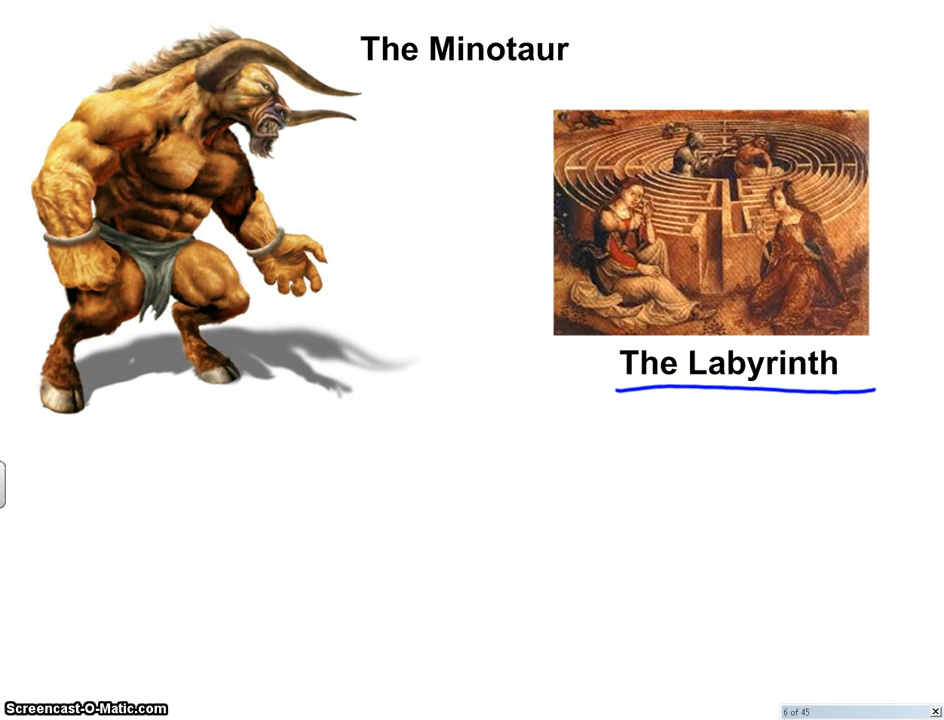 The Minotaur
The Labyrinth
Screencast-O-Matic.com
6 of 45